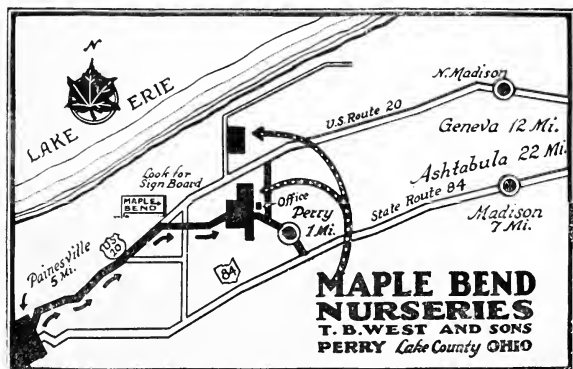 N
LAKE ERIE
N. Madison
U.S. Route 20
Geneva 12 Mi.
Ashtabula 22 Mi.
State Route 84
Madison
7 Mi.
Look for
Sign Board
MAPLE
BEND
Office
Perry
1 Mi.
Painesville
5 Mi.
US
20
84
MAPLE BEND
NURSERIES
T. B. WEST AND SONS
PERRY Lake County OHIO